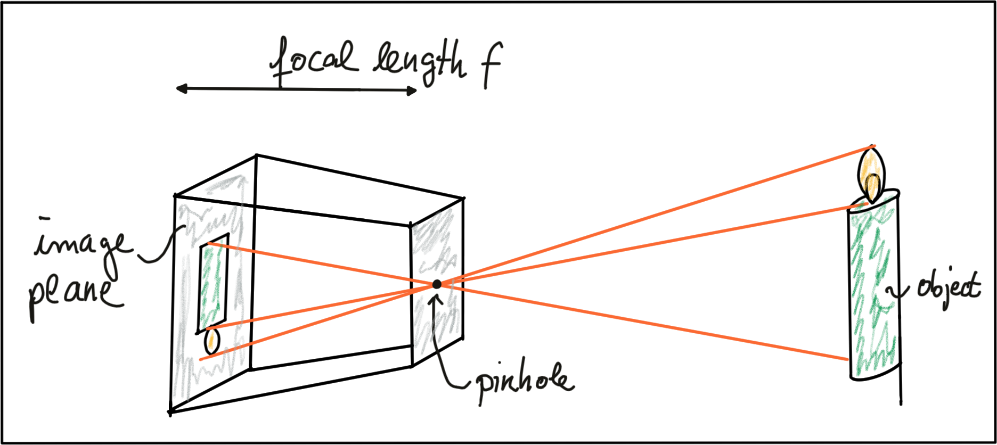 focal length f
image
plane
object
pinhole